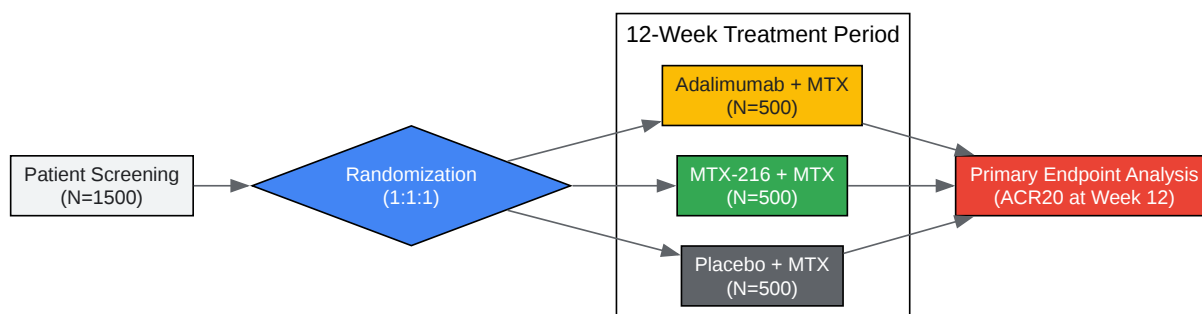 12-Week Treatment Period
Patient Screening
(N=1500)
Randomization
(1:1:1)
Adalimumab + MTX
(N=500)
MTX-216 + MTX
(N=500)
Placebo + MTX
(N=500)
Primary Endpoint Analysis
(ACR20 at Week 12)